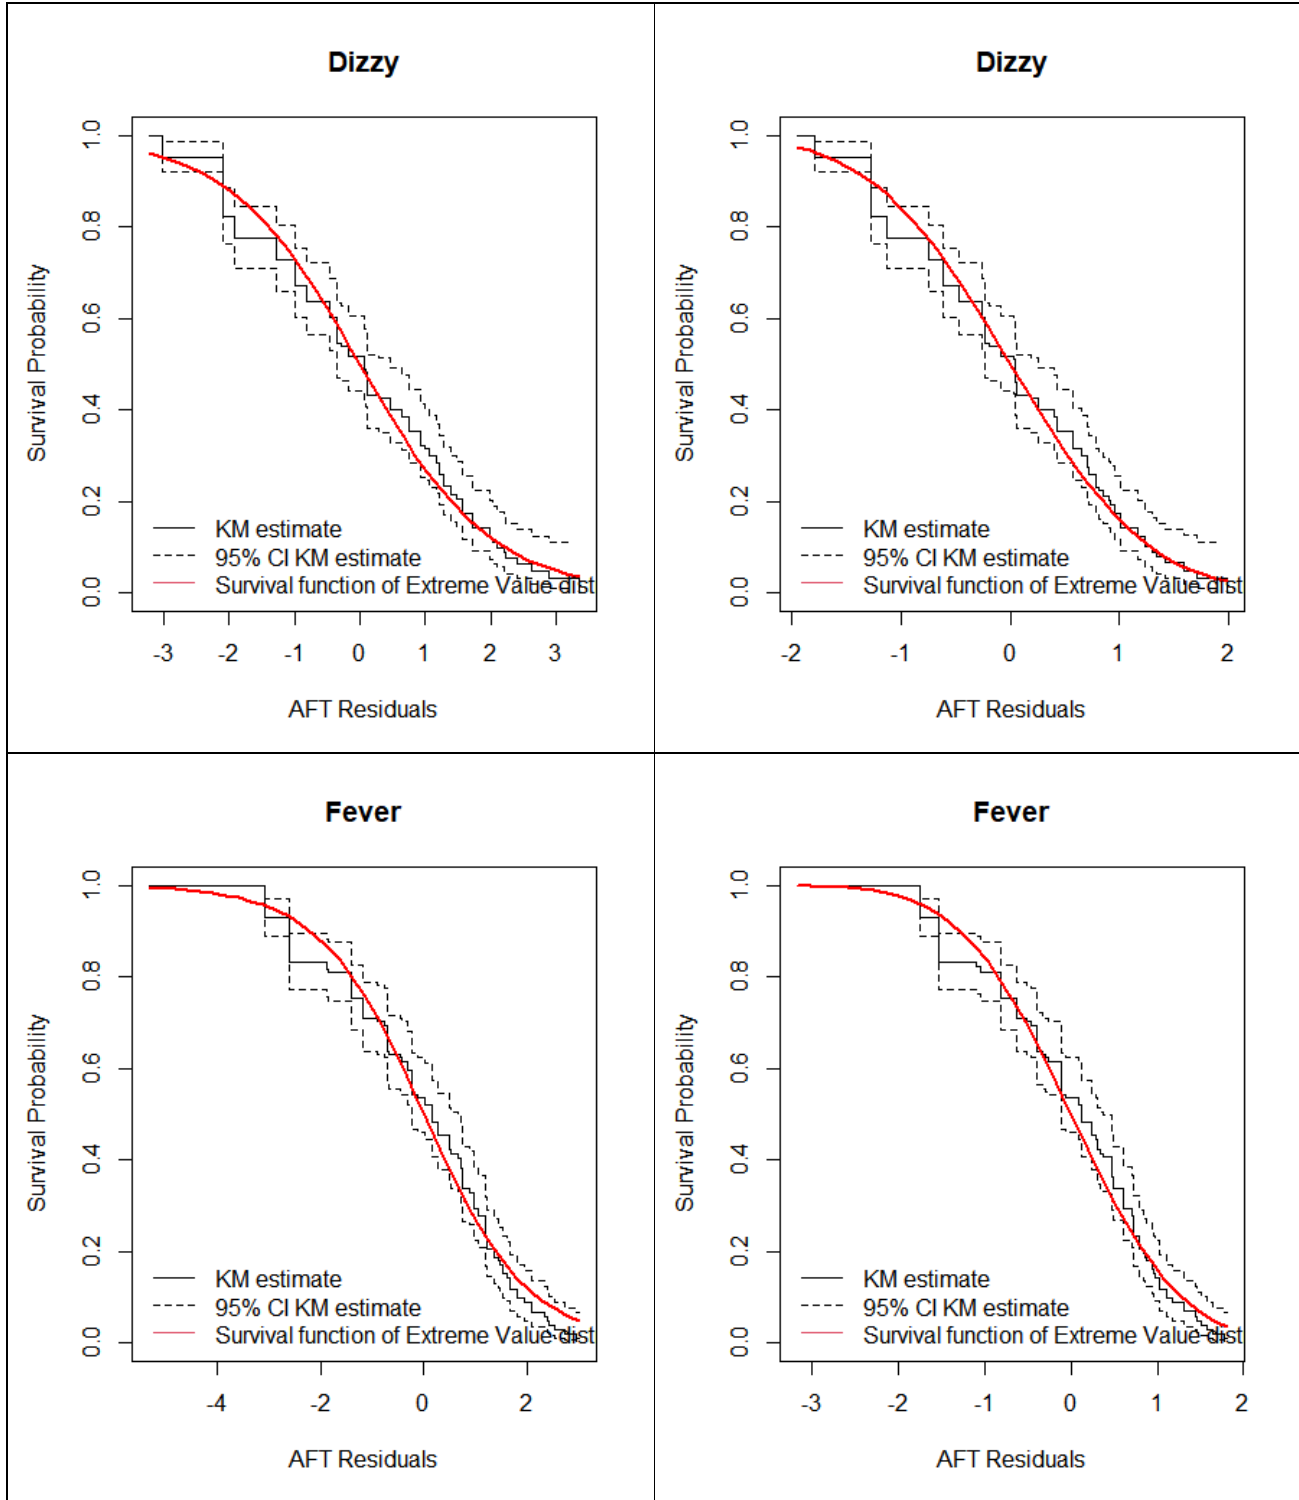 Dizzy
1.0
0.8
0.6
0.4
0.2
0.0
Survival Probability
KM estimate
95% CI KM estimate
Survival function of Extreme Value dist
-3 -2 -1 0 1 2 3
AFT Residuals
Dizzy
1.0
0.8
0.6
0.4
0.2
0.0
Survival Probability
KM estimate
95% CI KM estimate
Survival function of Extreme Value dist
-2 -1 0 1 2
AFT Residuals
Fever
1.0
0.8
0.6
0.4
0.2
0.0
Survival Probability
KM estimate
95% CI KM estimate
Survival function of Extreme Value dist
-4 -2 0 2
AFT Residuals
Fever
1.0
0.8
0.6
0.4
0.2
0.0
Survival Probability
KM estimate
95% CI KM estimate
Survival function of Extreme Value dist
-3 -2 -1 0 1 2
AFT Residuals